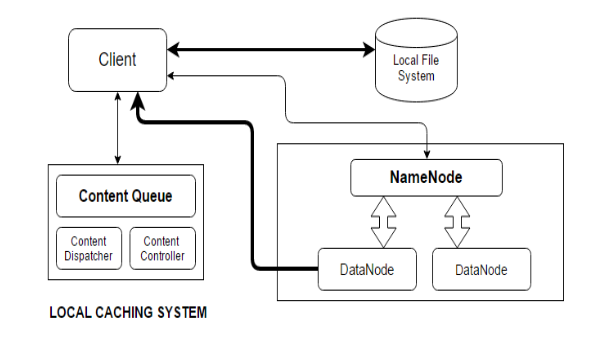 Client
Local File
System
NameNode
Content Queue
Content
Dispatcher
Content
Controller
DataNode
DataNode
LOCAL CACHING SYSTEM